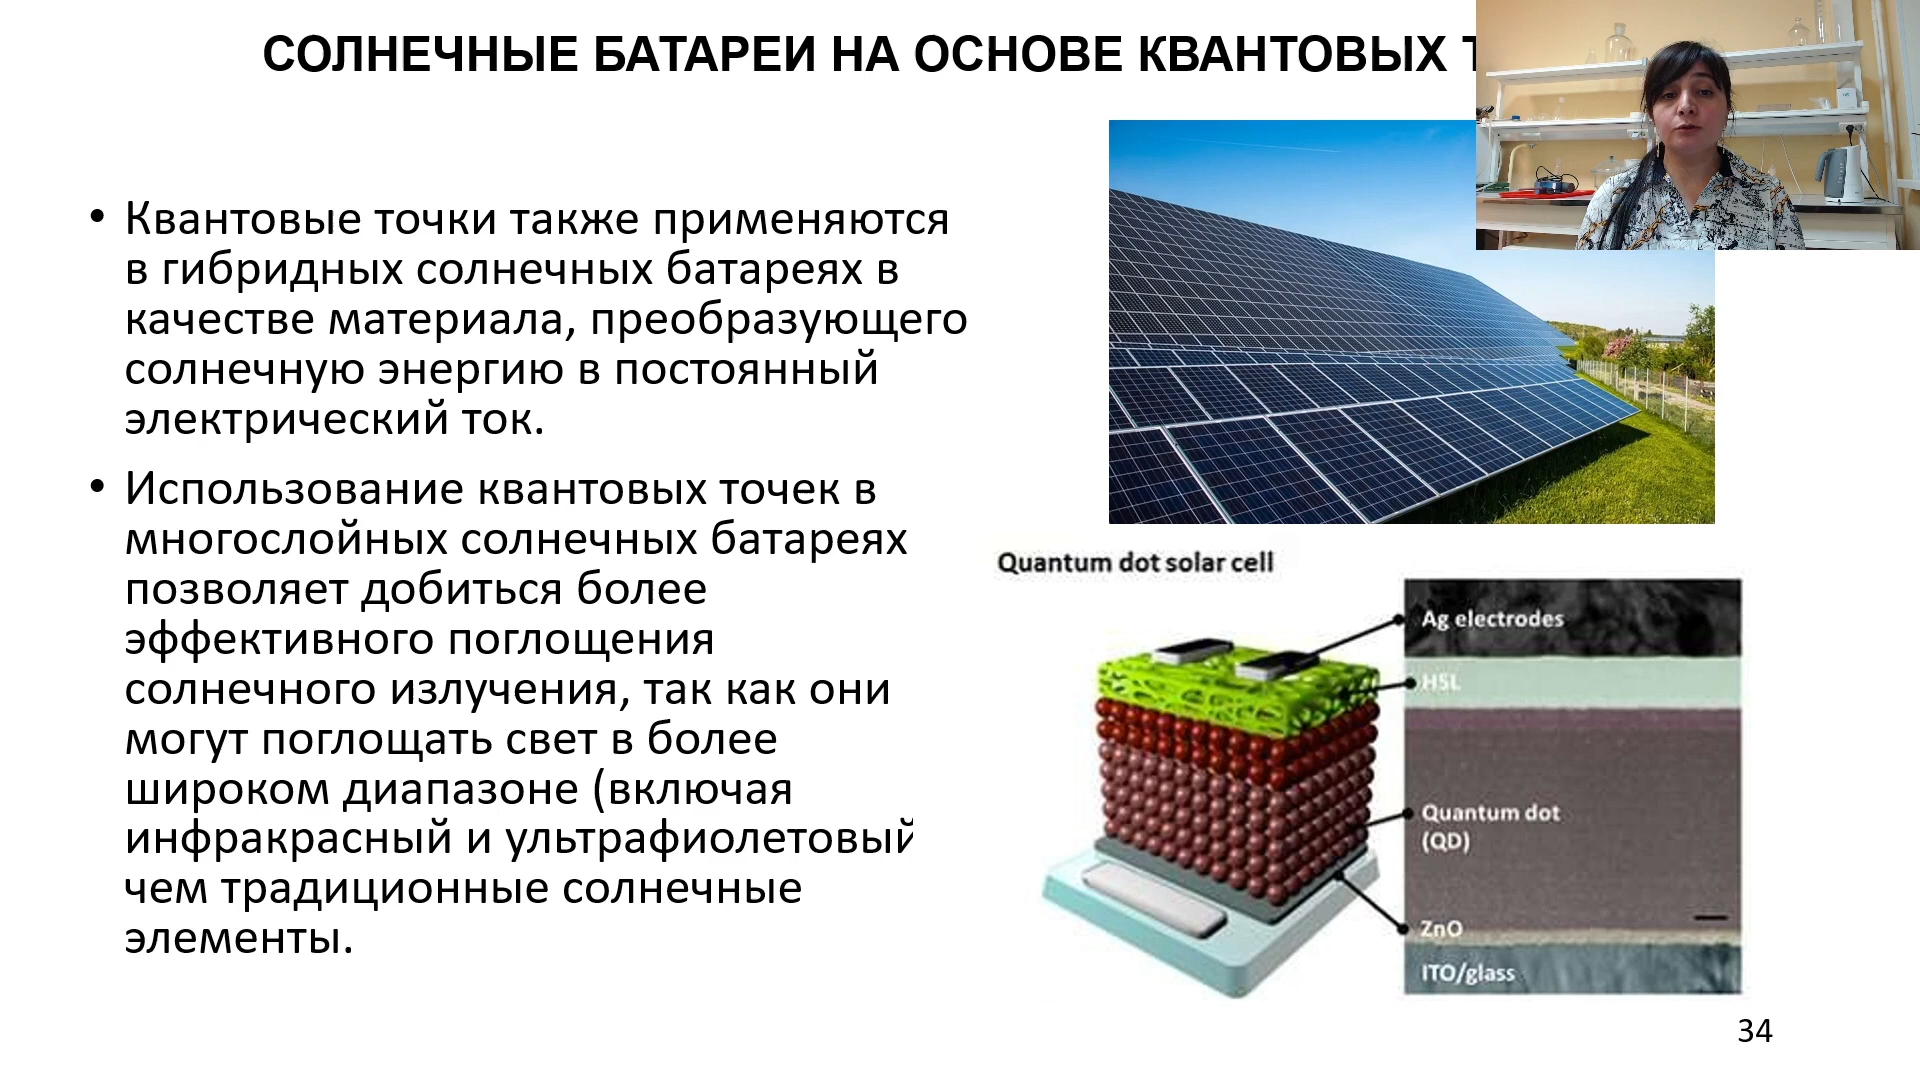 СОЛНЕЧНЫЕ БАТАРЕИ НА ОСНОВЕ КВАНТОВЫХ
• Квантовые точки также применяются
в гибридных солнечных батареях в
качестве материала, преобразующего
солнечную энергию в постоянный
электрический ток.
• Использование квантовых точек в
многослойных солнечных батареях
позволяет добиться более
эффективного поглощения
солнечного излучения, так как они
могут поглощать свет в более
широком диапазоне (включая
инфракрасный и ультрафиолетовый
чем традиционные солнечные
элементы.
Quantum dot solar cell
Ag electrodes
HSL
Quantum dot
(QD)
ZnO
ITO/glass
34